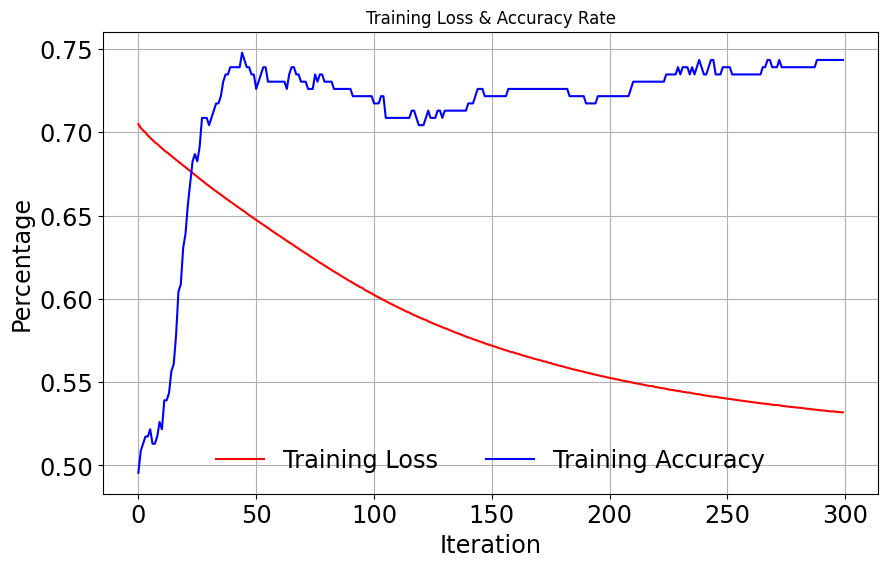 Training Loss & Accuracy Rate
0.75
0.70
0.65
0.60
0.55
0.50
Percentage
Training Loss
Training Accuracy
0 50 100 150 200 250 300
Iteration